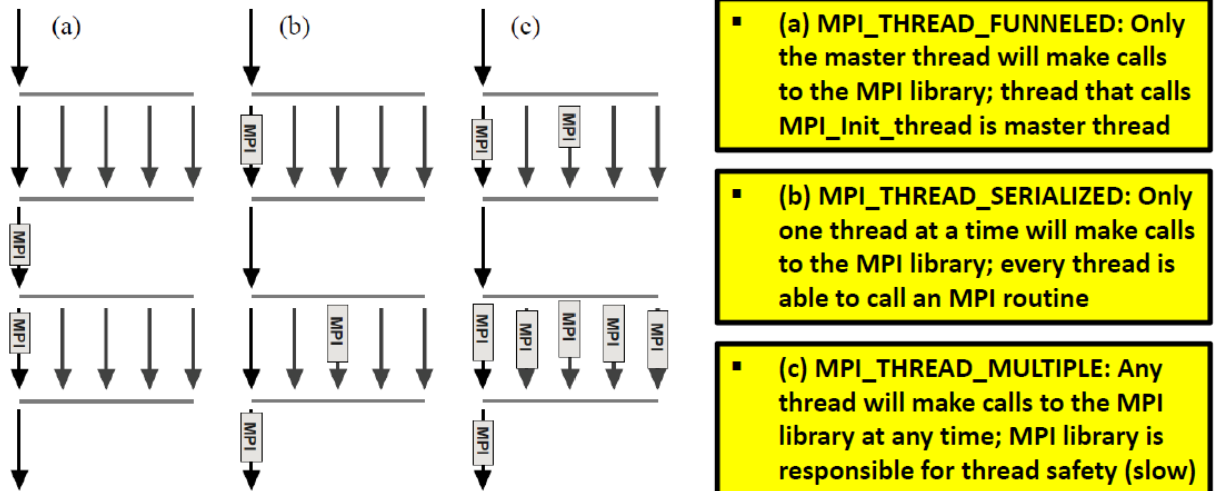 (a)
(b)
(c)
MPI
MPI
MPI
MPI
MPI
MPI
MPI
MPI
MPI
MPI
MPI
MPI
MPI
▪ (a) MPI_THREAD_FUNNELED: Only
the master thread will make calls
to the MPI library; thread that calls
MPI_Init_thread is master thread
▪ (b) MPI_THREAD_SERIALIZED: Only
one thread at a time will make calls
to the MPI library; every thread is
able to call an MPI routine
▪ (c) MPI_THREAD_MULTIPLE: Any
thread will make calls to the MPI
library at any time; MPI library is
responsible for thread safety (slow)